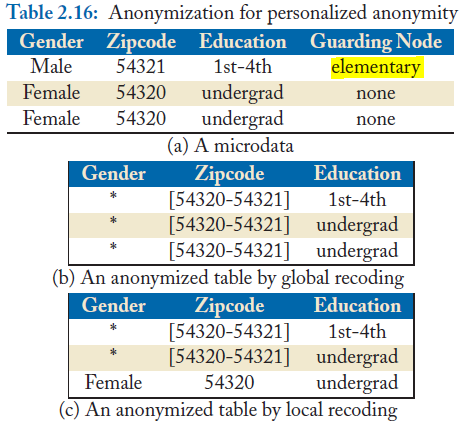 Table 2.16: Anonymization for personalized anonymity
Gender Zipcode Education Guarding Node
Male 54321 1st-4th elementary
Female 54320 undergrad none
Female 54320 undergrad none
(a) A microdata
Gender Zipcode Education
* [54320-54321] 1st-4th
* [54320-54321] undergrad
* [54320-54321] undergrad
(b) An anonymized table by global recoding
Gender Zipcode Education
* [54320-54321] 1st-4th
* [54320-54321] undergrad
Female 54320 undergrad
(c) An anonymized table by local recoding